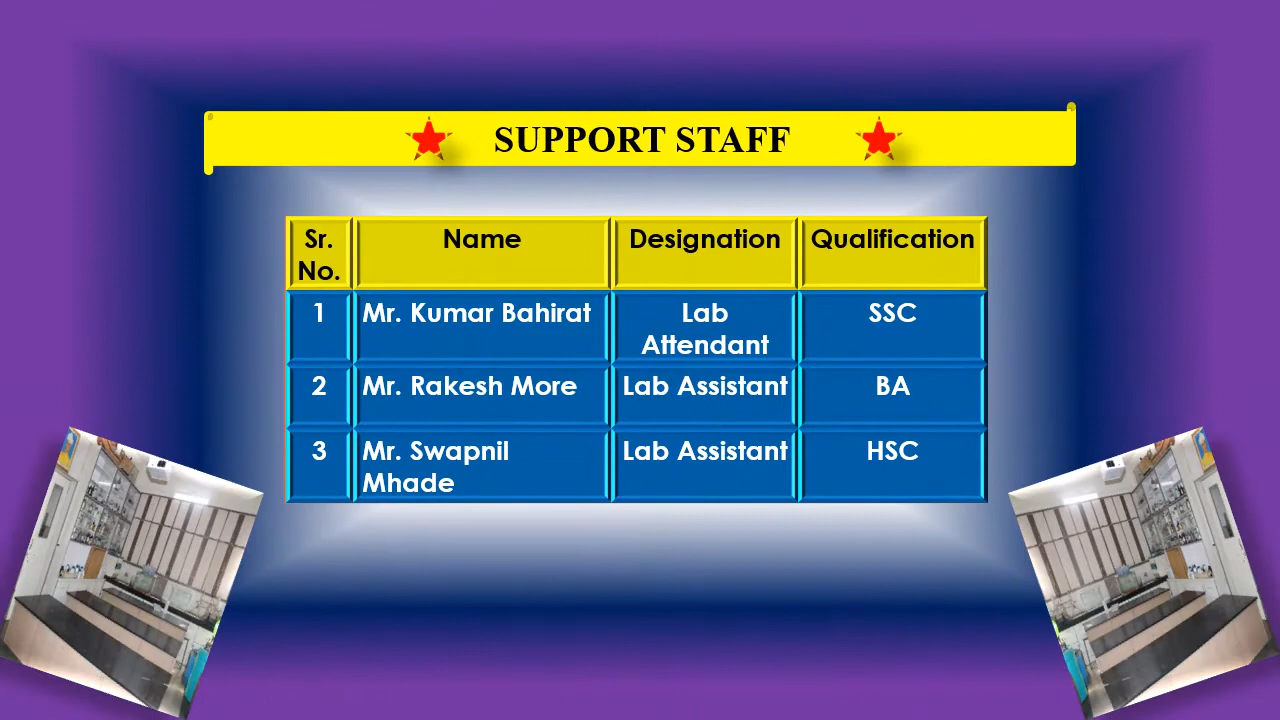 SUPPORT STAFF
Sr. No. Name Designation Qualification
1 Mr. Kumar Bahirat Lab Attendant SSC
2 Mr. Rakesh More Lab Assistant BA
3 Mr. Swapnil Mhade Lab Assistant HSC